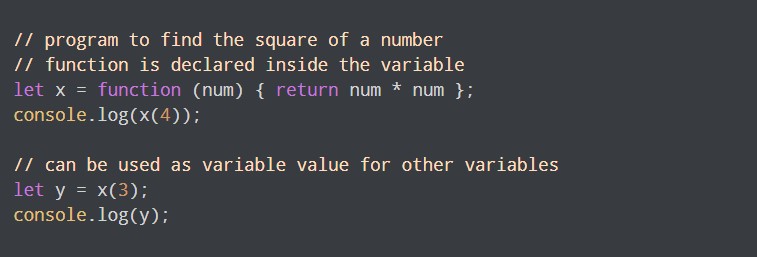 // program to find the square of a number
// function is declared inside the variable
let x = function (num) { return num * num };
console.log(x(4));
// can be used as variable value for other variables
let y = x(3);
console.log(y);